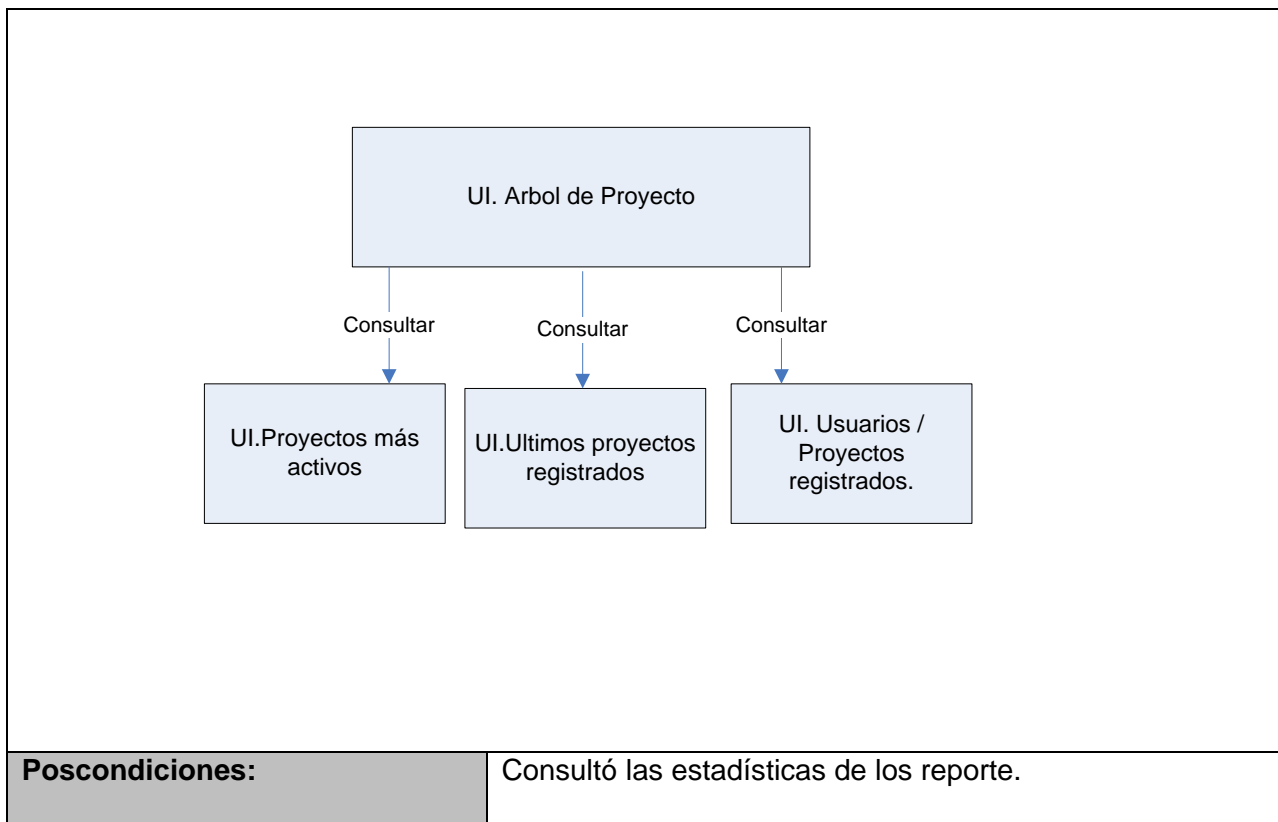 UI. Arbol de Proyecto
Consultar
Consultar
Consultar
UI.Proyectos más
activos
UI.Ultimos proyectos
registrados
UI. Usuarios /
Proyectos
registrados.
Poscondiciones:
Consultó las estadísticas de los reporte.